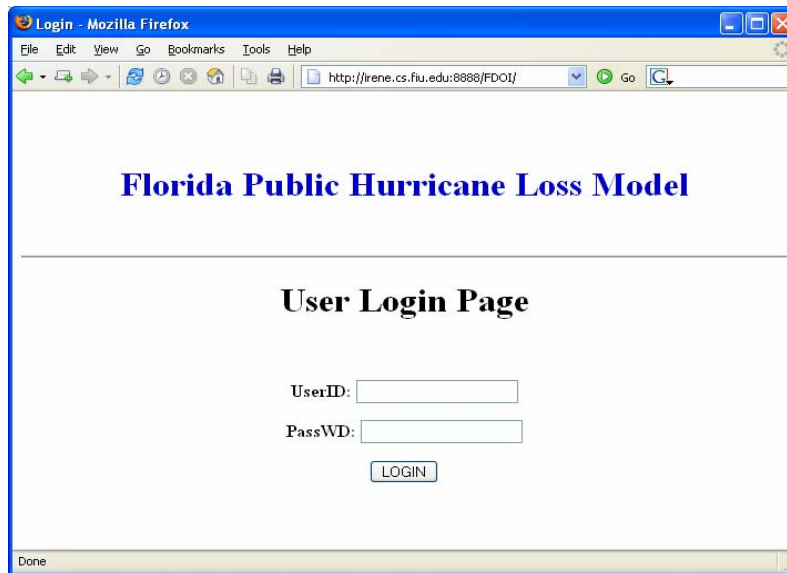 Login - Mozilla Firefox
File Edit View Go Bookmarks Tools Help
http://irene.cs.fiu.edu:8888/FDOI/ Go G
Florida Public Hurricane Loss Model
User Login Page
UserID:
PassWD:
LOGIN
Done